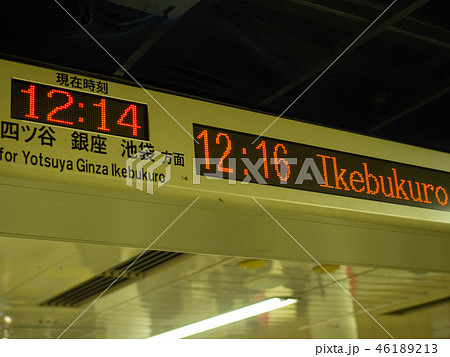 現在時刻
12:14
四ツ谷 銀座 池袋 方面
for Yotsuya Ginza Ikebukuro
12:16 Ikebukuro
PIXTA
pixta.jp - 46189213